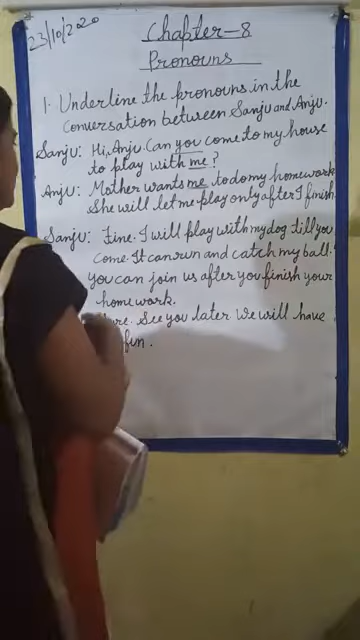 23/10/2020
Chapter-8
Pronouns
1. Underline the pronouns in the
conversation between Sanju and Anju.
Sanju: Hi, Anju. Can you come to my house
to play with me?
Anju: Mother wants me to do my homework
She will let me play only after I finish.
Sanju: Fine. I will play with my dog till you
come. It can run and catch my ball.
you can join us after you finish your
home work.
See you later We will have
fun.